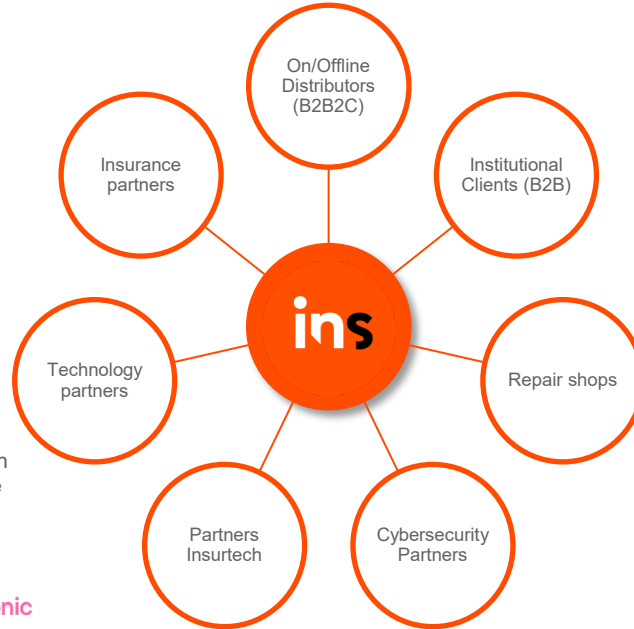 On/Offline
Distributors
(B2B2C)
Insurance
partners
Institutional
Clients (B2B)
ins
Technology
partners
Repair shops
Partners
Insurtech
Cybersecurity
Partners